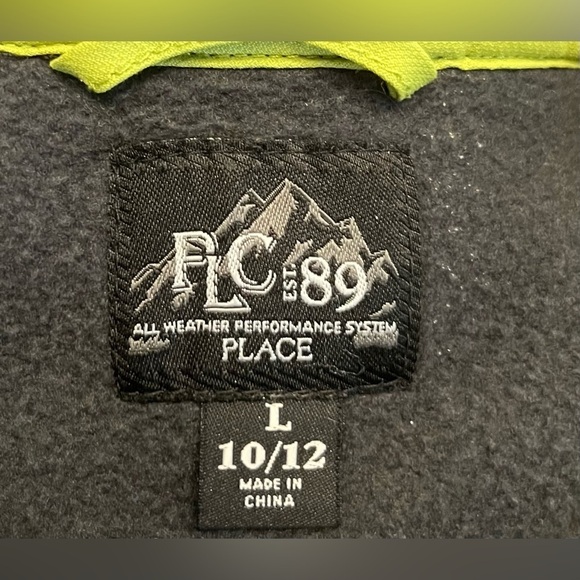 PLC EST. 89
ALL WEATHER PERFORMANCE SYSTEM
PLACE
L
10/12
MADE IN
CHINA